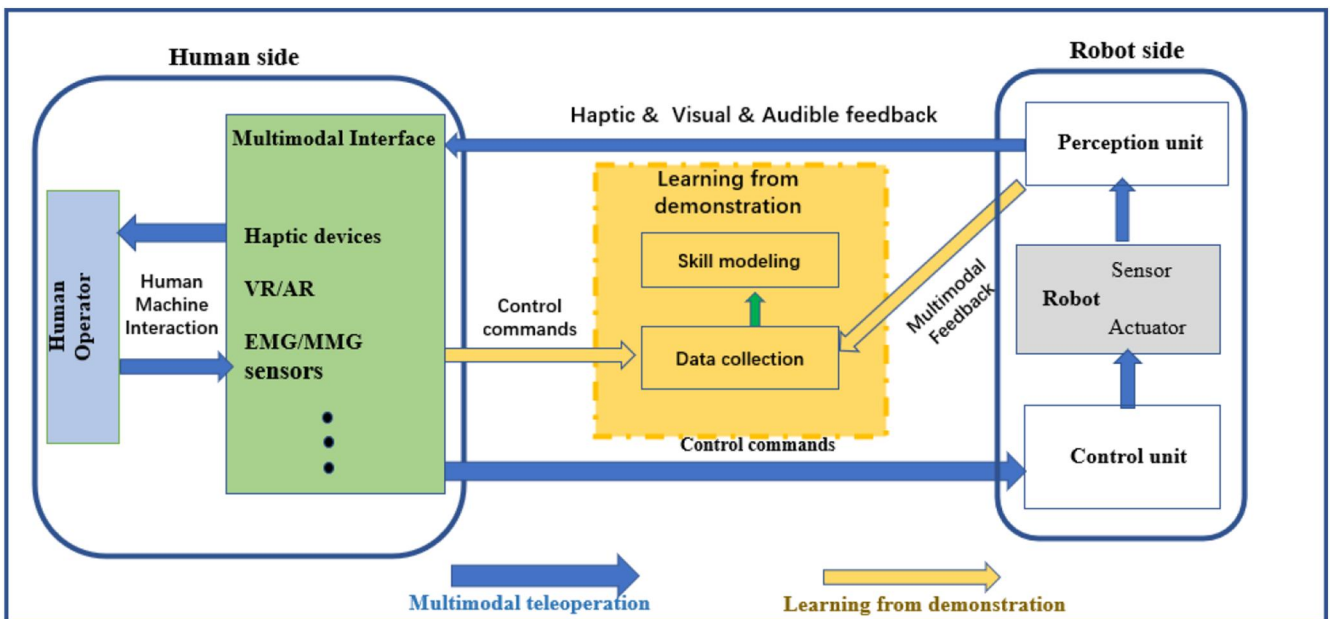 Human side
Robot side
Haptic & Visual & Audible feedback
Multimodal Interface
Perception unit
Learning from
demonstration
Haptic devices
Human
Operator
Human
Machine
Interaction
VR/AR
Skill modeling
Multimodal
Feedback
Sensor
Robot
Actuator
Control
commands
EMG/MMG
sensors
Data collection
Control commands
Control unit
Multimodal teleoperation
Learning from demonstration